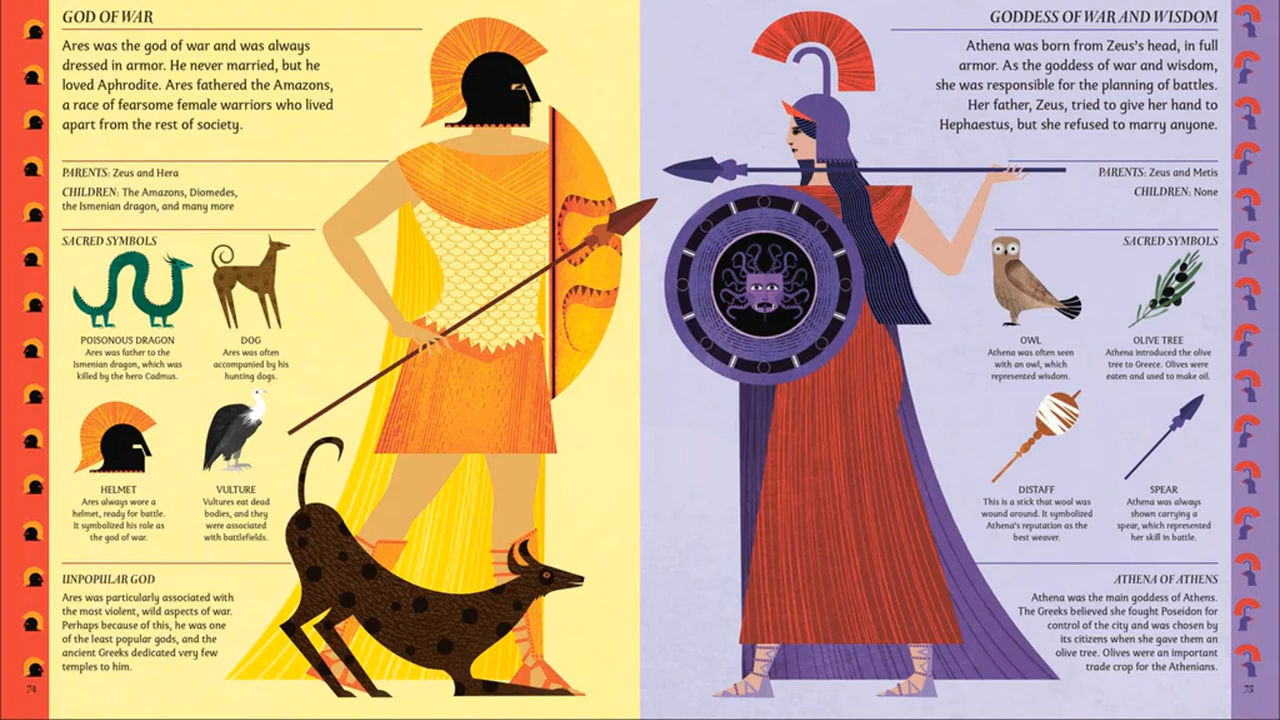 GOD OF WAR
Ares was the god of war and was always
dressed in armor. He never married, but he
loved Aphrodite. Ares fathered the Amazons,
a race of fearsome female warriors who lived
apart from the rest of society.
PARENTS: Zeus and Hera
CHILDREN: The Amazons, Diomedes,
the Ismenian dragon, and many more
SACRED SYMBOLS
POISONOUS DRAGON
Ares was father to the
Ismenian dragon, which was
killed by the hero Cadmus.
DOG
Ares was often
accompanied by his
hunting dogs.
HELMET
Ares always wore a
helmet, ready for battle.
It symbolized his role as
the god of war.
VULTURE
Vultures eat dead
bodies, and they
were associated
with battlefields.
UNPOPULAR GOD
Ares was particularly associated with
the most violent, wild aspects of war.
Perhaps because of this, he was one
of the least popular gods, and the
ancient Greeks dedicated very few
temples to him.
74
GODDESS OF WAR AND WISDOM
Athena was born from Zeus's head, in full
armor. As the goddess of war and wisdom,
she was responsible for the planning of battles.
Her father, Zeus, tried to give her hand to
Hephaestus, but she refused to marry anyone.
PARENTS: Zeus and Metis
CHILDREN: None
SACRED SYMBOLS
OWL
Athena was often seen
with an owl, which
represented wisdom.
OLIVE TREE
Athena introduced the olive
tree to Greece. Olives were
eaten and used to make oil.
DISTAFF
This is a stick that wool was
wound around. It symbolized
Athena's reputation as the
best weaver.
SPEAR
Athena was always
shown carrying a
spear, which represented
her skill in battle.
ATHENA OF ATHENS
Athena was the main goddess of Athens.
The Greeks believed she fought Poseidon for
control of the city and was chosen by
its citizens when she gave them an
olive tree. Olives were an important
trade crop for the Athenians.
75